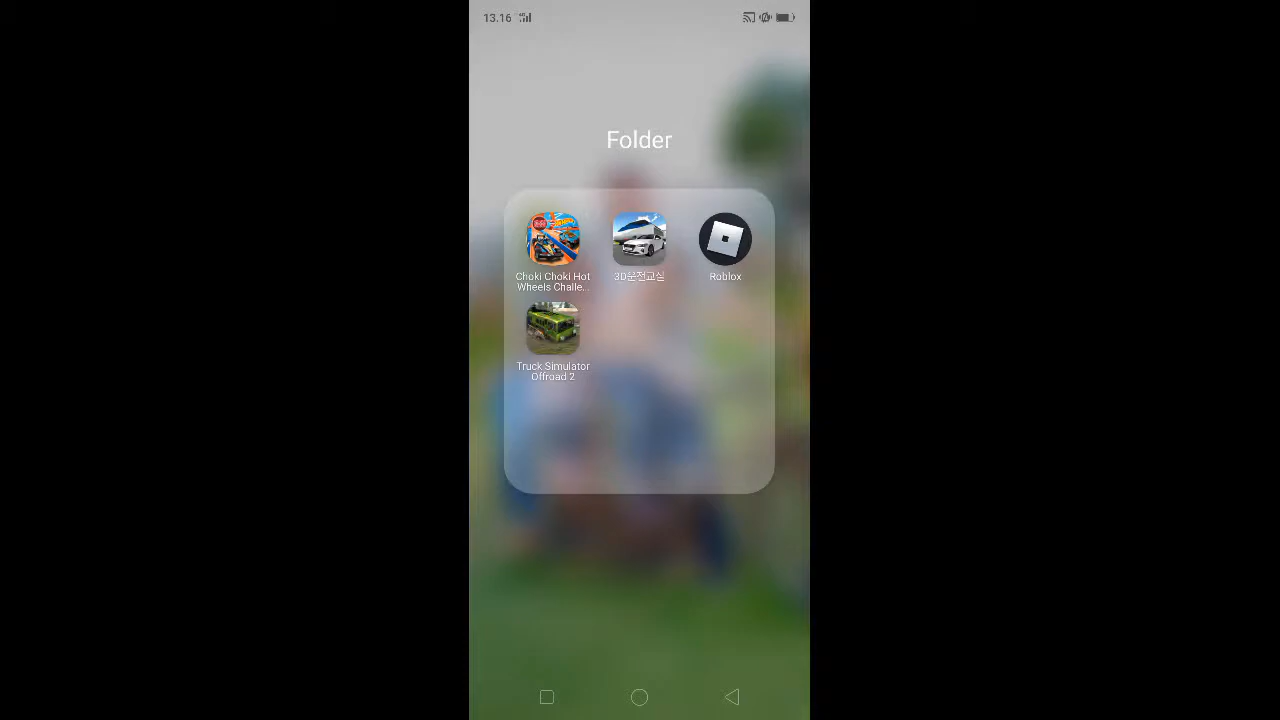 13.16
Folder
Choki Choki Hot
Wheels Challe...
3D운전교실
Roblox
Truck Simulator
Offroad 2